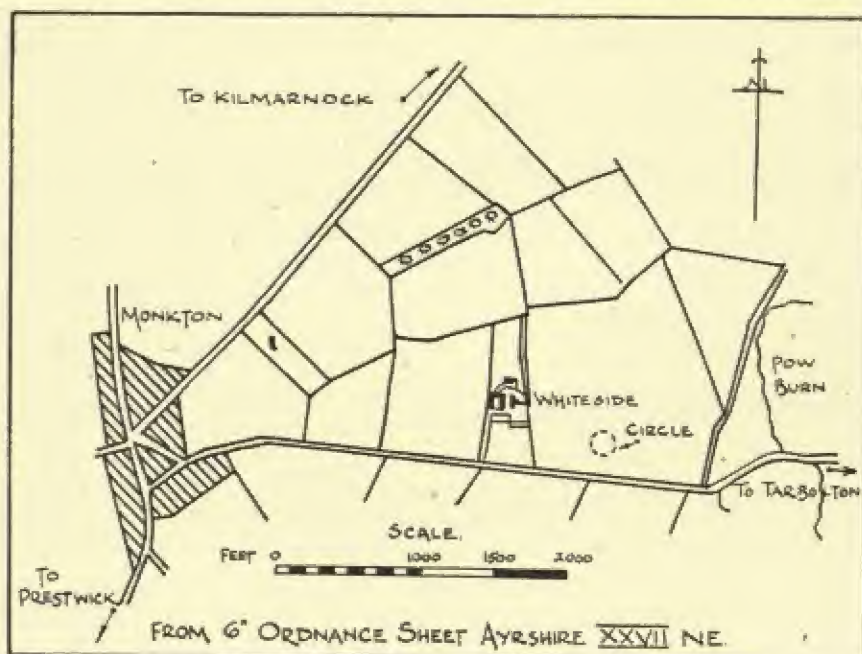 TO KILMARNOCK
N
MONKTON
POW
BURN
WHITESIDE
CIRCLE
TO TARBOLTON
SCALE.
FEET 0 1000 1500 2000
TO
PRESTWICK
FROM 6" ORDNANCE SHEET AYRSHIRE XXVII NE.